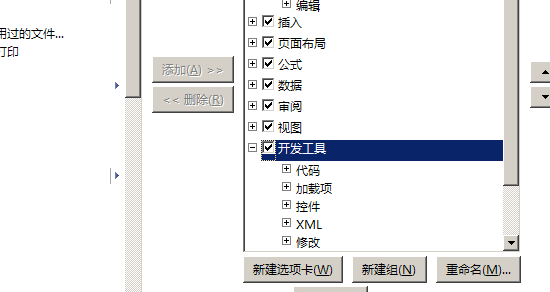 编辑
插入
用过的文件...
页面布局
打印
公式
添加(A) >>
数据
<< 删除(R)
审阅
视图
开发工具
代码
加载项
控件
XML
修改
新建选项卡(W) 新建组(N) 重命名(M)...